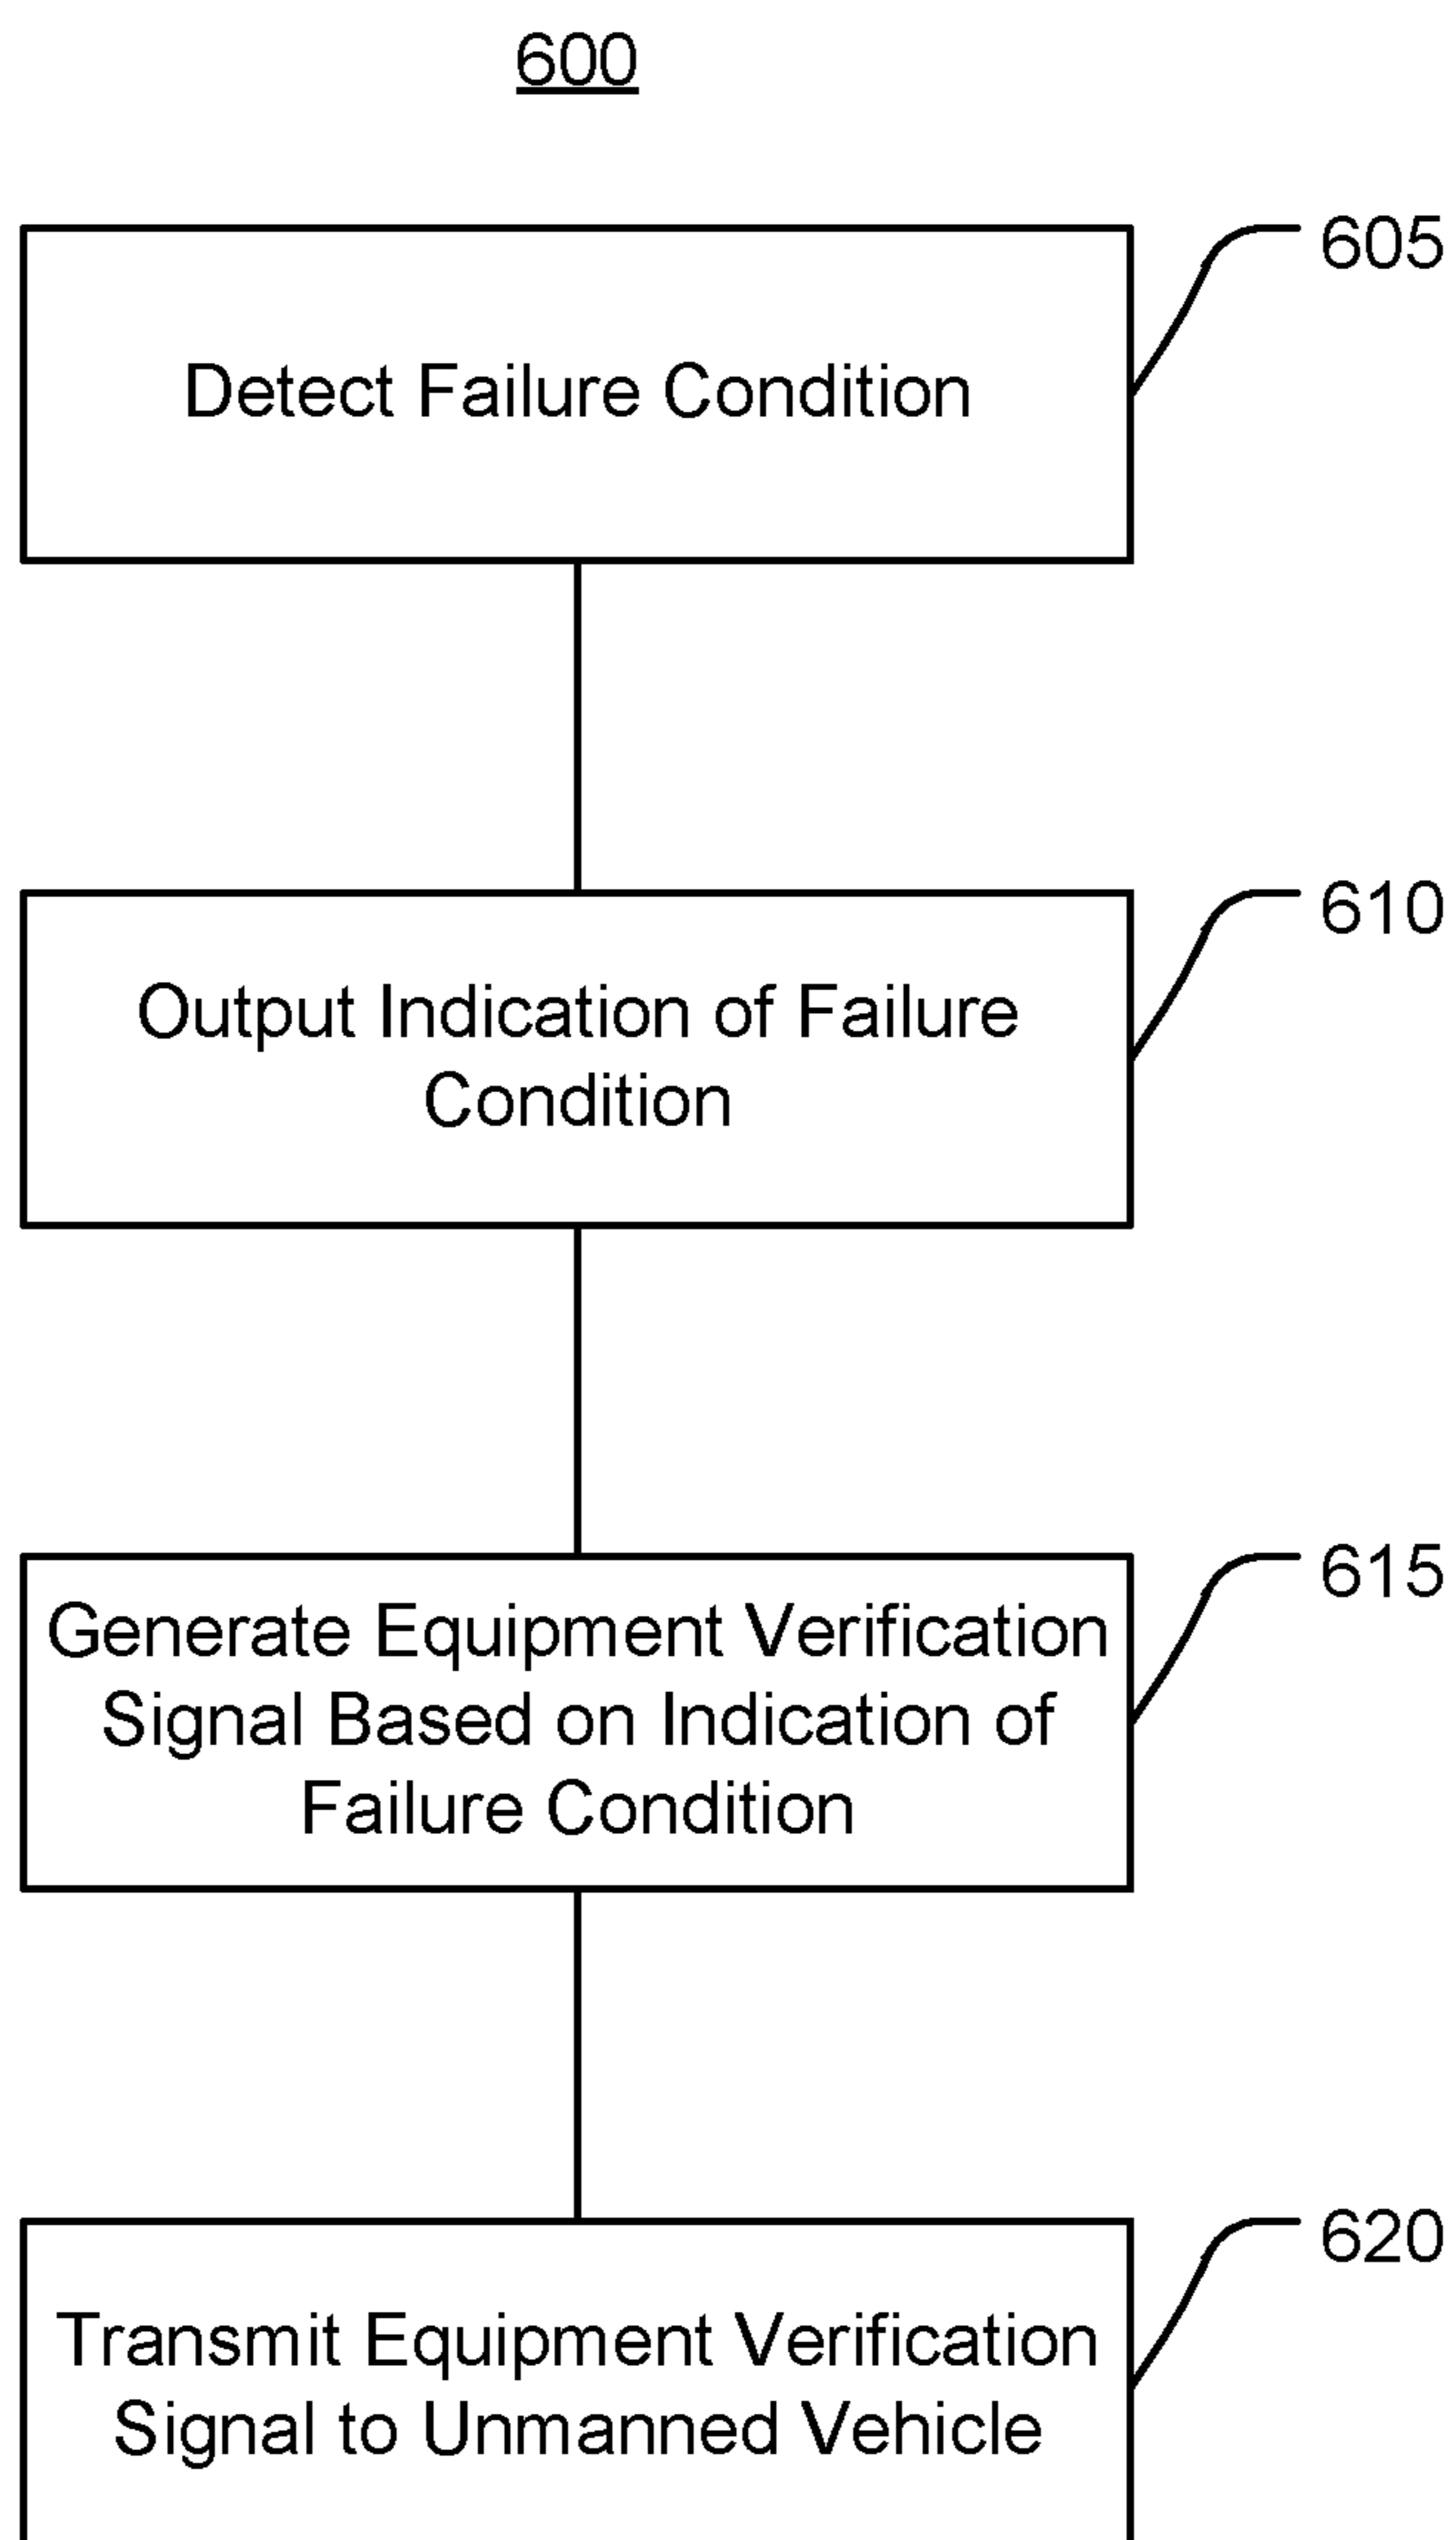 600
605
Detect Failure Condition
610
Output Indication of Failure
Condition
615
Generate Equipment Verification
Signal Based on Indication of
Failure Condition
620
Transmit Equipment Verification
Signal to Unmanned Vehicle